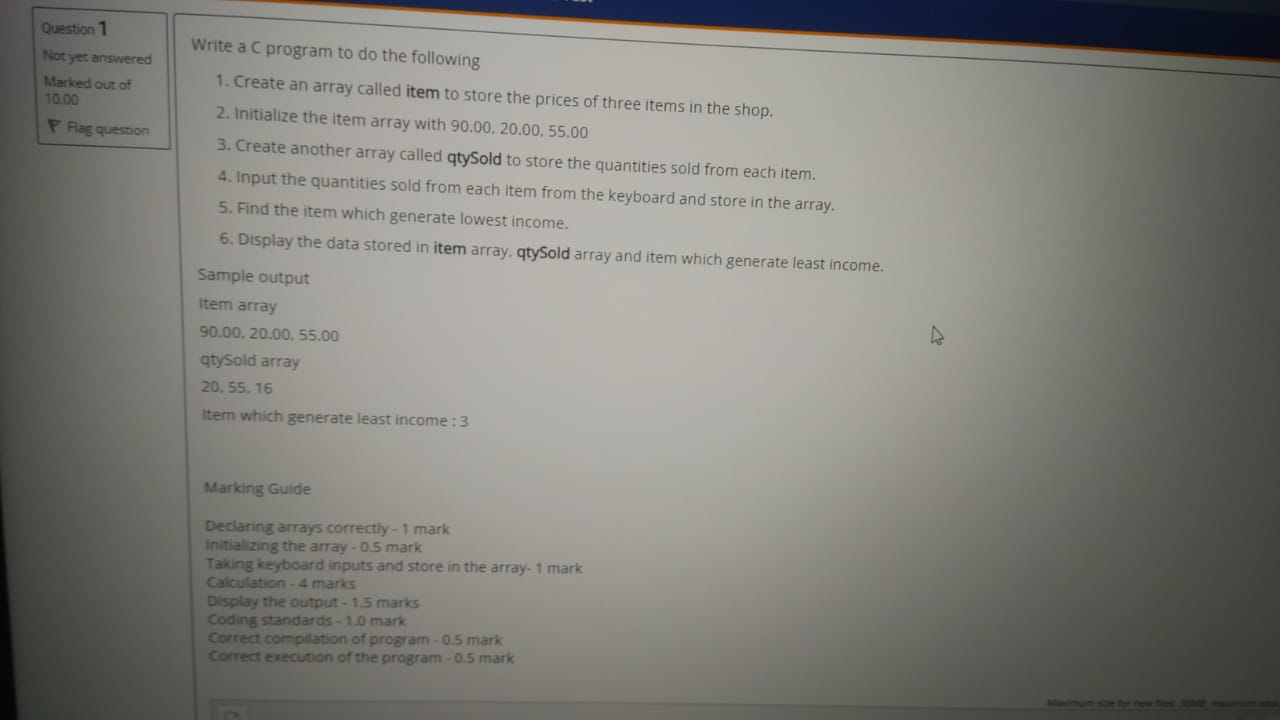 Question 1
Not yet answered
Marked out of
10.00
Flag question
Write a C program to do the following
1. Create an array called item to store the prices of three items in the shop.
2. Initialize the item array with 90.00, 20.00, 55.00
3. Create another array called qtySold to store the quantities sold from each item.
4. Input the quantities sold from each item from the keyboard and store in the array.
5. Find the item which generate lowest income.
6. Display the data stored in item array, qtySold array and item which generate least income.
Sample output
Item array
90.00, 20.00, 55.00
qtySold array
20, 55, 16
Item which generate least income : 3
Marking Guide
Declaring arrays correctly - 1 mark
Initializing the array - 0.5 mark
Taking keyboard inputs and store in the array- 1 mark
Calculation - 4 marks
Display the output - 1.5 marks
Coding standards - 1.0 mark
Correct compilation of program - 0.5 mark
Correct execution of the program - 0.5 mark
Maximum size for new files: 30MB, maximum